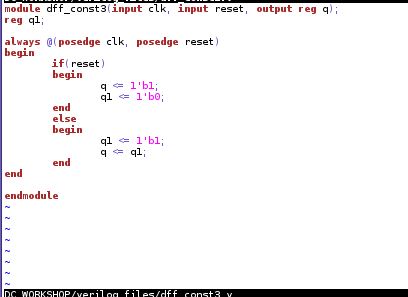 module dff_const3(input clk, input reset, output reg q);
reg q1;
always @(posedge clk, posedge reset)
begin
if(reset)
begin
q <= 1'b1;
q1 <= 1'b0;
end
else
begin
q1 <= 1'b1;
q <= q1;
end
end
endmodule
~
~
~
~
~
~
~
~
DC_WORKSHOP/verilog_files/dff_const3.v